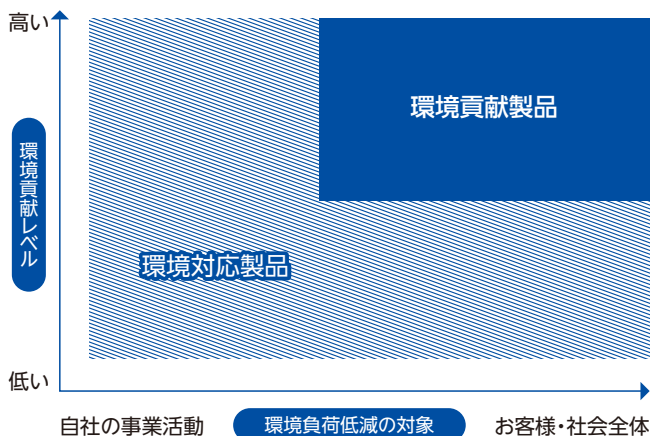 高い
環境貢献製品
環境貢献レベル
環境対応製品
低い
自社の事業活動
環境負荷低減の対象
お客様・社会全体